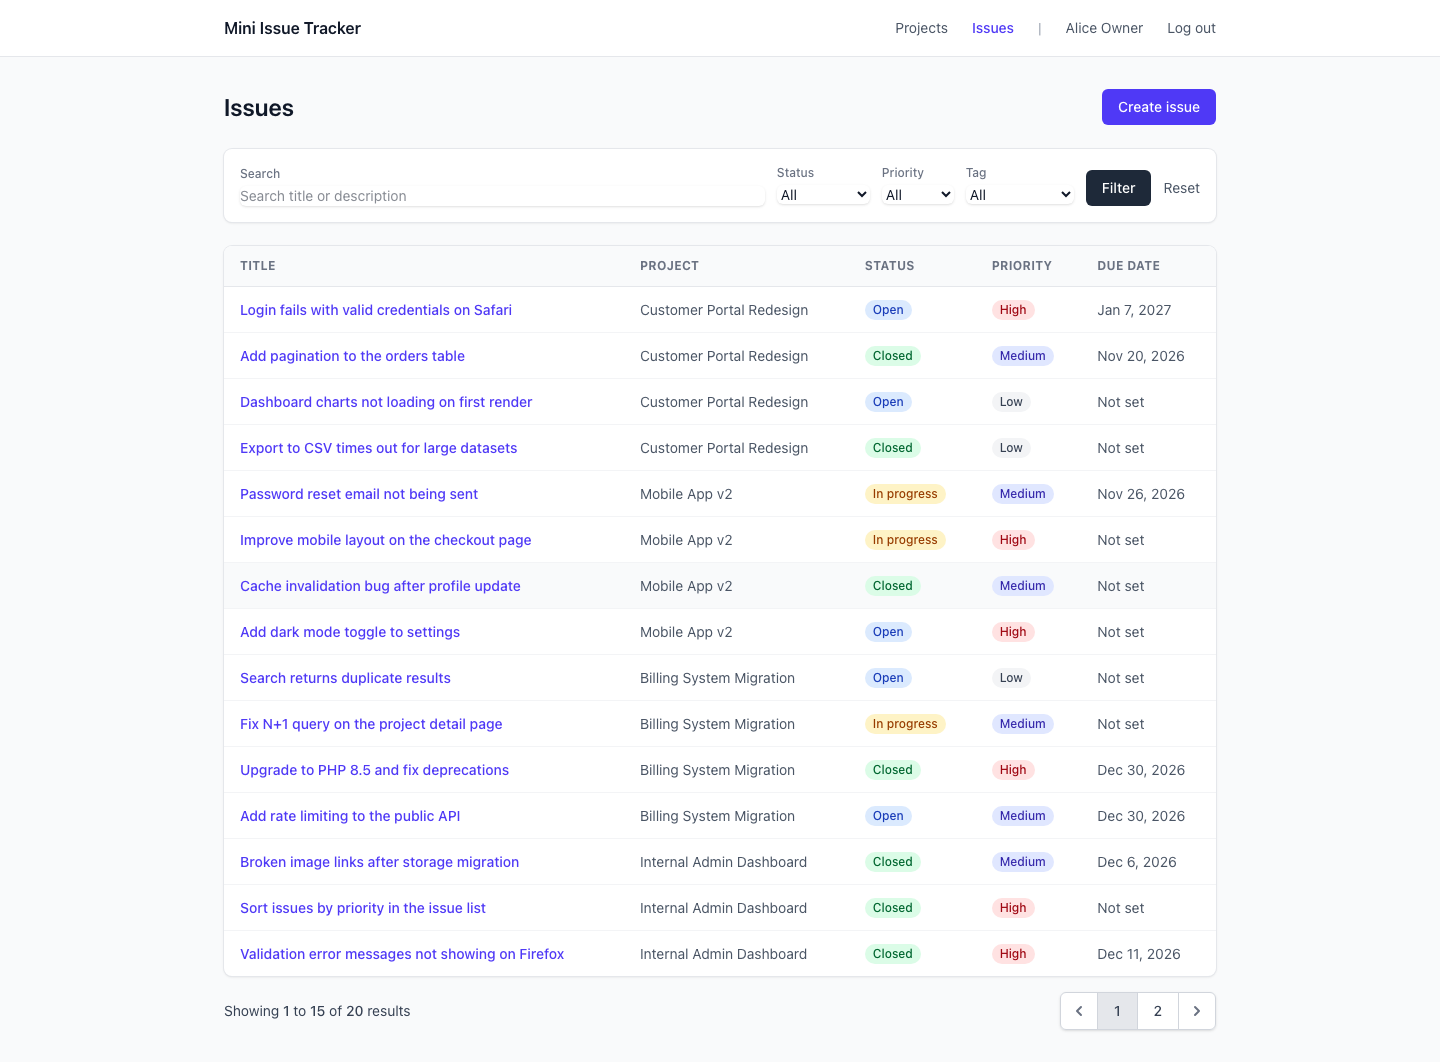 Mini Issue Tracker Projects Issues | Alice Owner Log out
Issues Create issue
Search Status Priority Tag
Search title or description All All All Filter Reset
TITLE PROJECT STATUS PRIORITY DUE DATE
Login fails with valid credentials on Safari Customer Portal Redesign Open High Jan 7, 2027
Add pagination to the orders table Customer Portal Redesign Closed Medium Nov 20, 2026
Dashboard charts not loading on first render Customer Portal Redesign Open Low Not set
Export to CSV times out for large datasets Customer Portal Redesign Closed Low Not set
Password reset email not being sent Mobile App v2 In progress Medium Nov 26, 2026
Improve mobile layout on the checkout page Mobile App v2 In progress High Not set
Cache invalidation bug after profile update Mobile App v2 Closed Medium Not set
Add dark mode toggle to settings Mobile App v2 Open High Not set
Search returns duplicate results Billing System Migration Open Low Not set
Fix N+1 query on the project detail page Billing System Migration In progress Medium Not set
Upgrade to PHP 8.5 and fix deprecations Billing System Migration Closed High Dec 30, 2026
Add rate limiting to the public API Billing System Migration Open Medium Dec 30, 2026
Broken image links after storage migration Internal Admin Dashboard Closed Medium Dec 6, 2026
Sort issues by priority in the issue list Internal Admin Dashboard Closed High Not set
Validation error messages not showing on Firefox Internal Admin Dashboard Closed High Dec 11, 2026
Showing 1 to 15 of 20 results 1 2